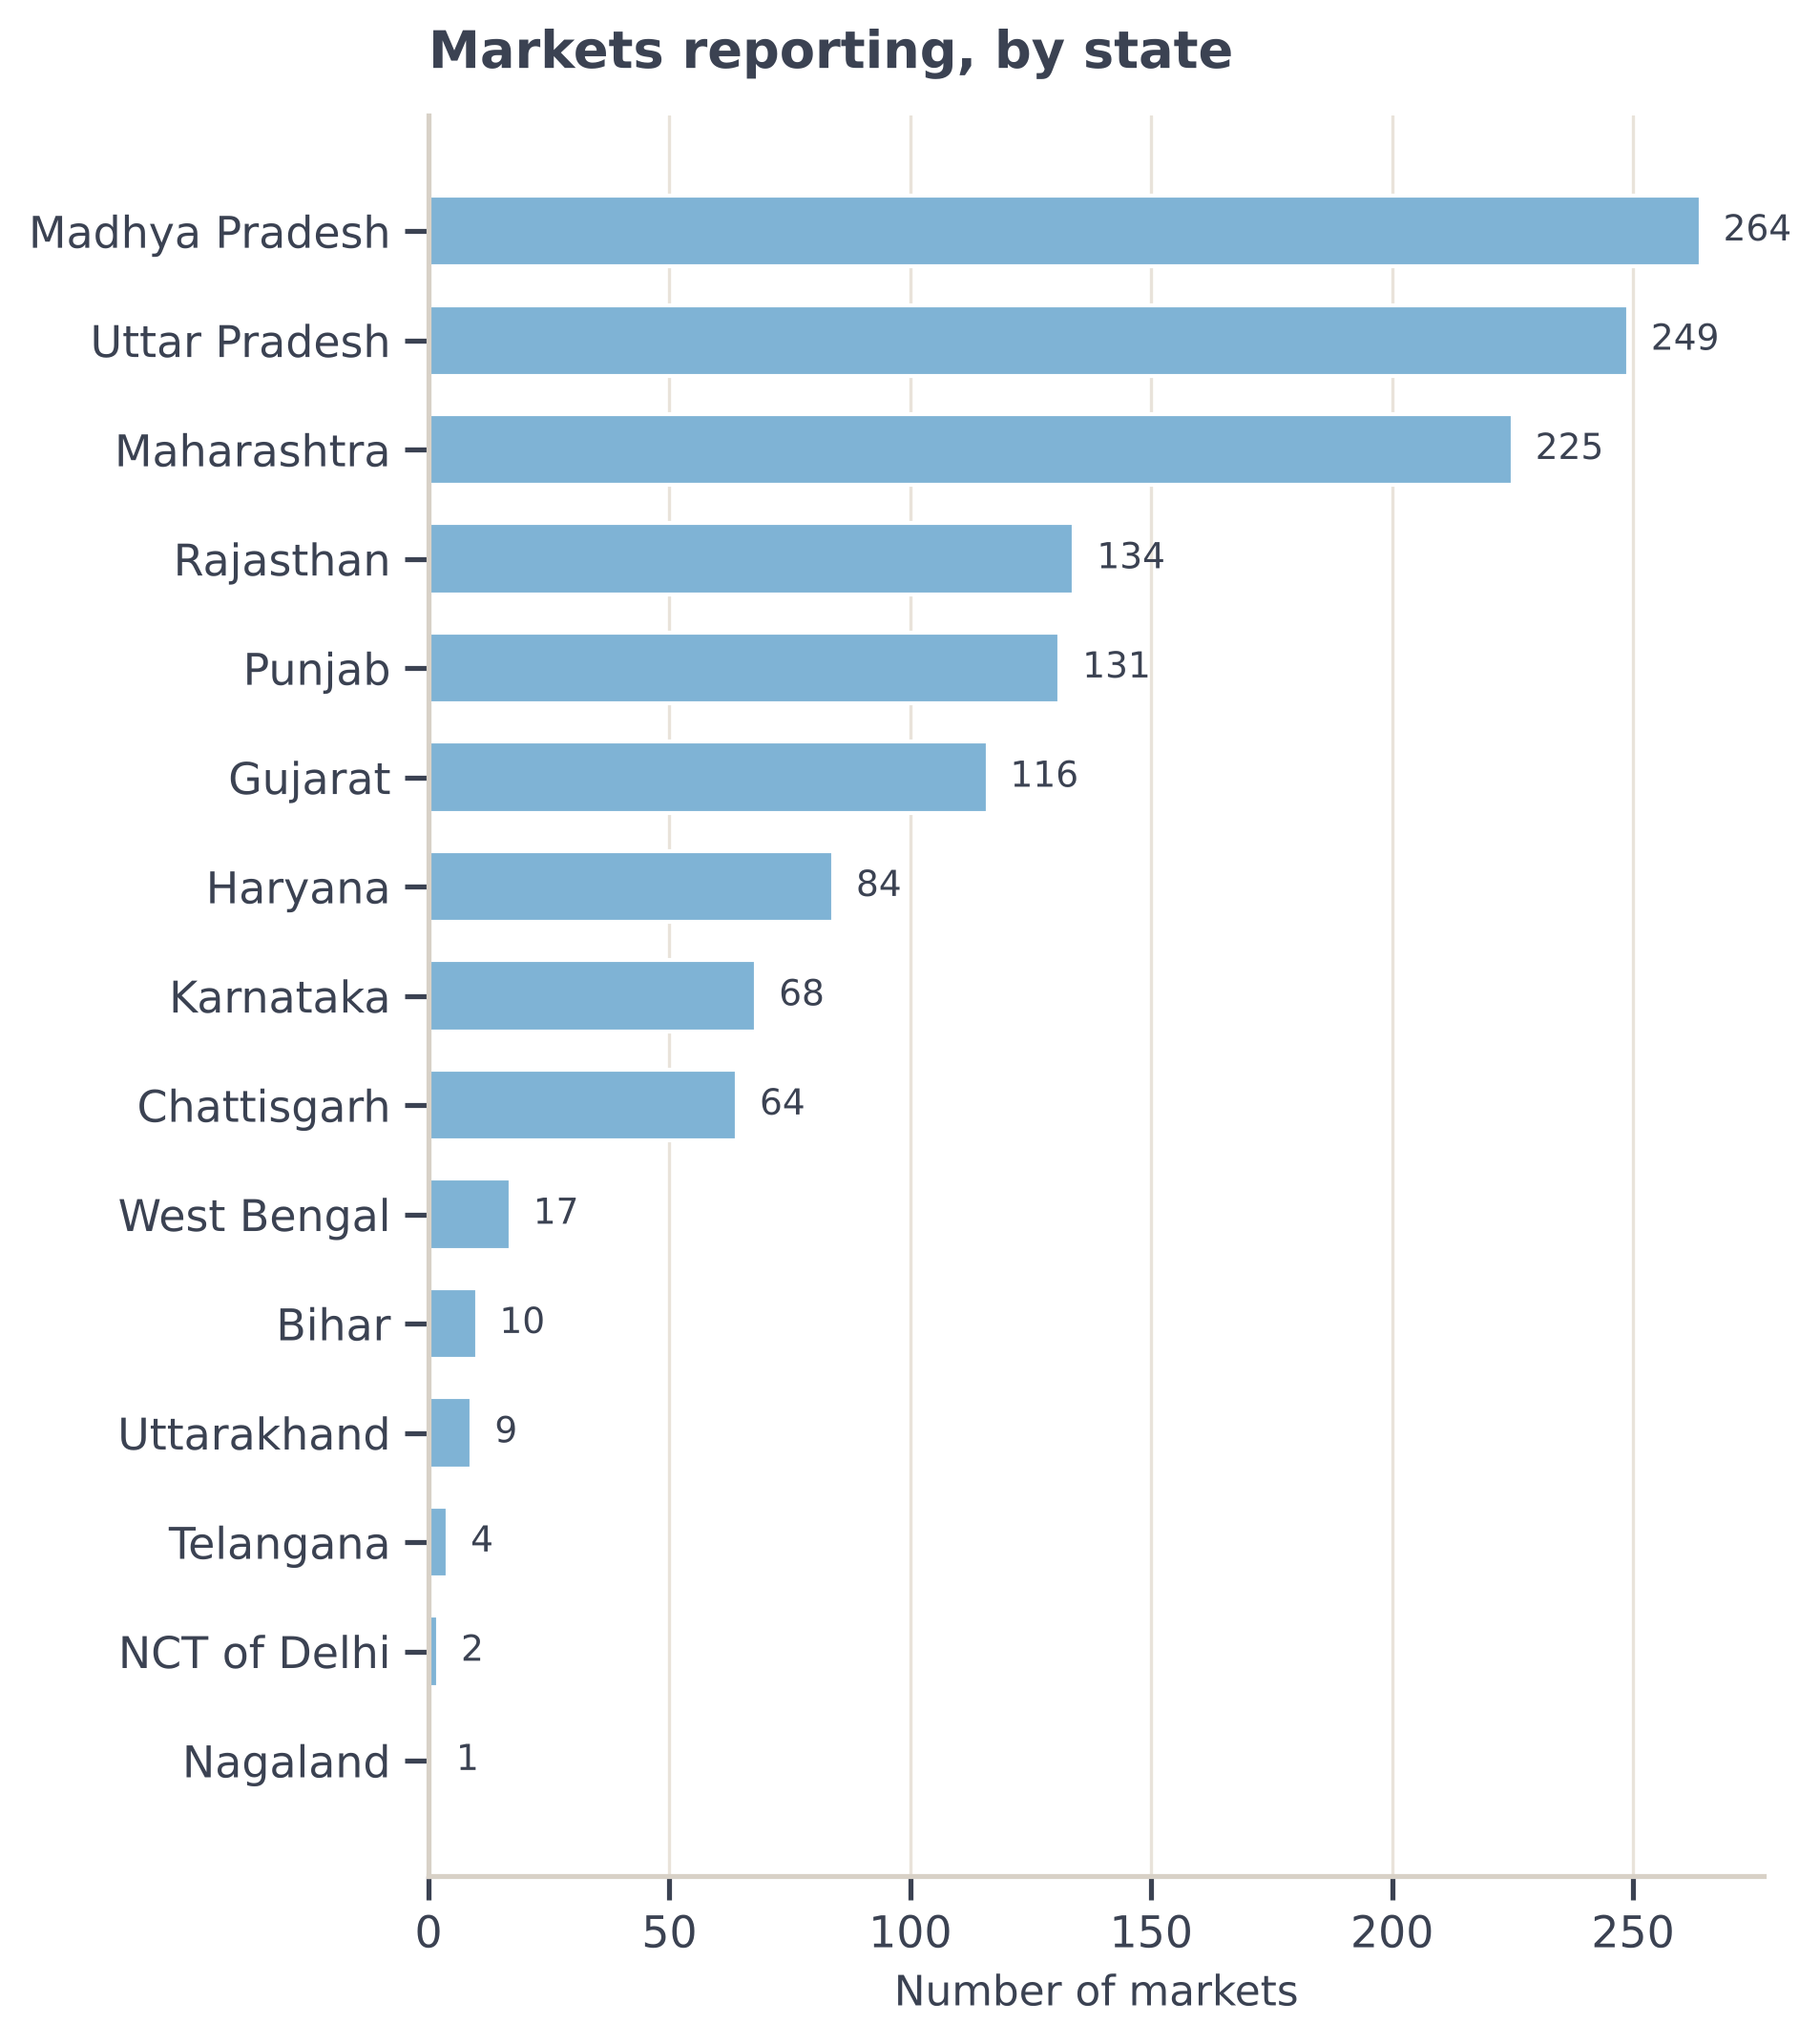 Markets reporting, by state
Madhya Pradesh 264
Uttar Pradesh 249
Maharashtra 225
Rajasthan 134
Punjab 131
Gujarat 116
Haryana 84
Karnataka 68
Chattisgarh 64
West Bengal 17
Bihar 10
Uttarakhand 9
Telangana 4
NCT of Delhi 2
Nagaland 1
0 50 100 150 200 250
Number of markets